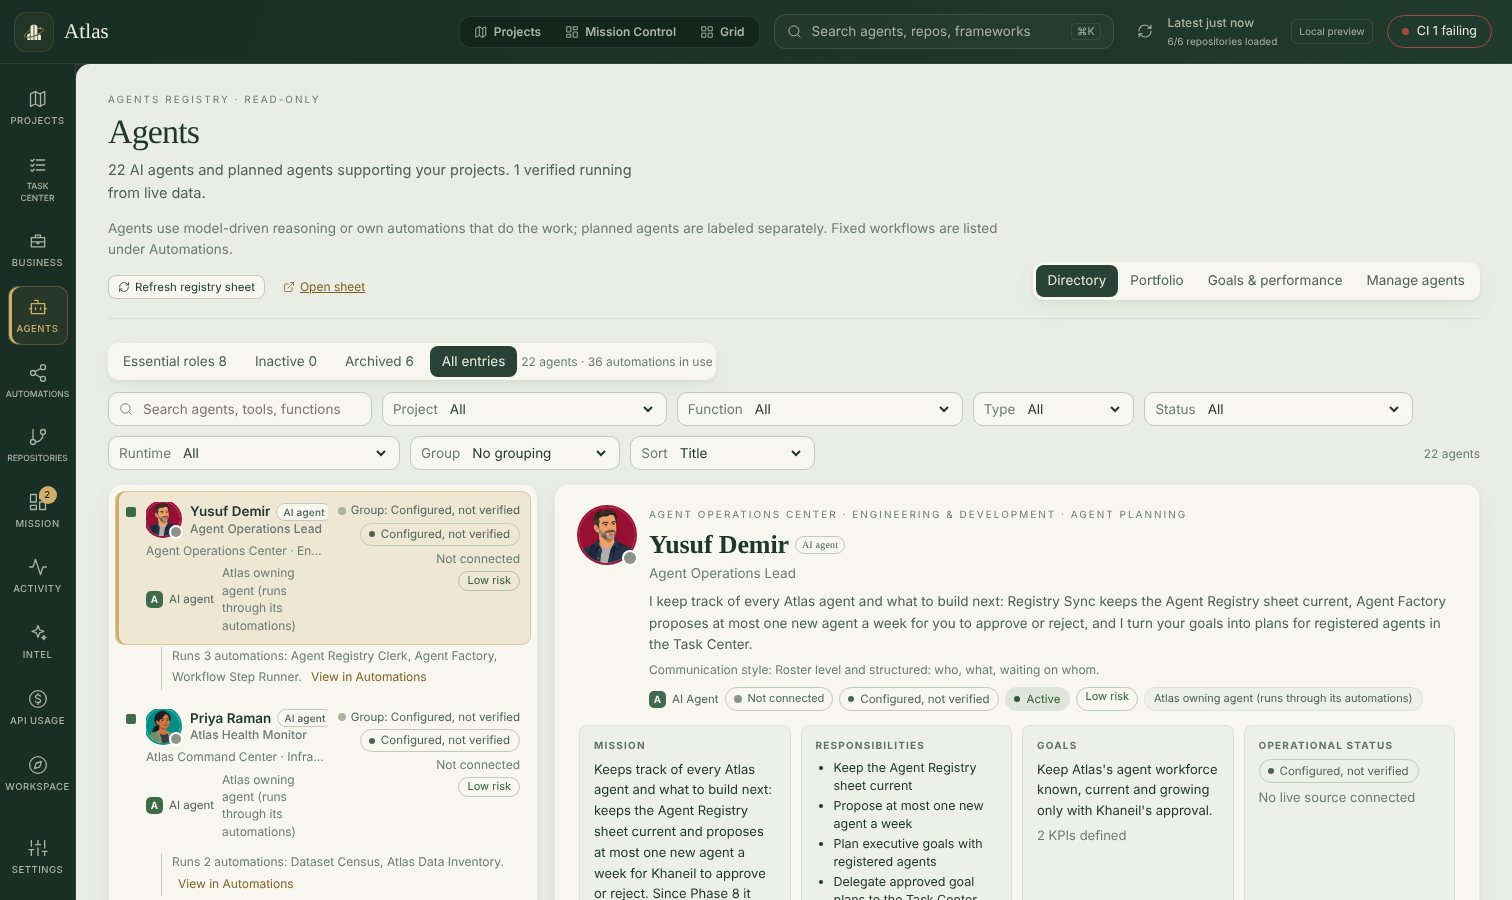 Atlas
Projects
Mission Control
Grid
Search agents, repos, frameworks
⌘K
Latest just now
6/6 repositories loaded
Local preview
CI 1 failing
PROJECTS
TASK
CENTER
BUSINESS
AGENTS
AUTOMATIONS
REPOSITORIES
2
MISSION
ACTIVITY
INTEL
API USAGE
WORKSPACE
SETTINGS
AGENTS REGISTRY · READ-ONLY
Agents
22 AI agents and planned agents supporting your projects. 1 verified running
from live data.
Agents use model-driven reasoning or own automations that do the work; planned agents are labeled separately. Fixed workflows are listed
under Automations.
Refresh registry sheet
Open sheet
Directory
Portfolio
Goals & performance
Manage agents
Essential roles 8
Inactive 0
Archived 6
All entries
22 agents · 36 automations in use
Search agents, tools, functions
Project All
Function All
Type All
Status All
Runtime All
Group No grouping
Sort Title
22 agents
Yusuf Demir
AI agent
Group: Configured, not verified
Agent Operations Lead
Configured, not verified
Agent Operations Center · En...
Not connected
Low risk
A AI agent
Atlas owning
agent (runs
through its
automations)
Runs 3 automations: Agent Registry Clerk, Agent Factory,
Workflow Step Runner. View in Automations
Priya Raman
AI agent
Group: Configured, not verified
Atlas Health Monitor
Configured, not verified
Atlas Command Center · Infra...
Not connected
Low risk
A AI agent
Atlas owning
agent (runs
through its
automations)
Runs 2 automations: Dataset Census, Atlas Data Inventory.
View in Automations
AGENT OPERATIONS CENTER · ENGINEERING & DEVELOPMENT · AGENT PLANNING
Yusuf Demir
AI agent
Agent Operations Lead
I keep track of every Atlas agent and what to build next: Registry Sync keeps the Agent Registry sheet current, Agent Factory
proposes at most one new agent a week for you to approve or reject, and I turn your goals into plans for registered agents in
the Task Center.
Communication style: Roster level and structured: who, what, waiting on whom.
A AI Agent
Not connected
Configured, not verified
Active
Low risk
Atlas owning agent (runs through its automations)
MISSION
Keeps track of every Atlas
agent and what to build next:
keeps the Agent Registry
sheet current and proposes
at most one new agent a
week for Khaneil to approve
or reject. Since Phase 8 it
RESPONSIBILITIES
• Keep the Agent Registry
sheet current
• Propose at most one new
agent a week
• Plan executive goals with
registered agents
• Delegate approved goal
plans to the Task Center
GOALS
Keep Atlas's agent workforce
known, current and growing
only with Khaneil's approval.
2 KPIs defined
OPERATIONAL STATUS
Configured, not verified
No live source connected